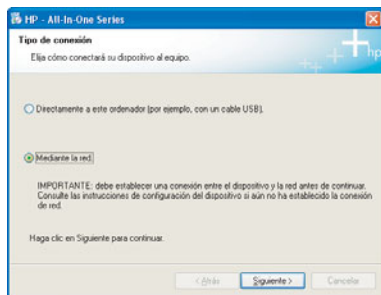 HP - All-In-One Series
Tipo de conexión
Elija cómo conectará su dispositivo al equipo.
hp
Directamente a este ordenador (por ejemplo, con un cable USB).
Mediante la red.
IMPORTANTE: debe establecer una conexión entre el dispositivo y la red antes de continuar.
Consulte las instrucciones de configuración del dispositivo si aún no ha establecido la conexión
de red.
Haga clic en Siguiente para continuar.
< Atrás Siguiente > Cancelar